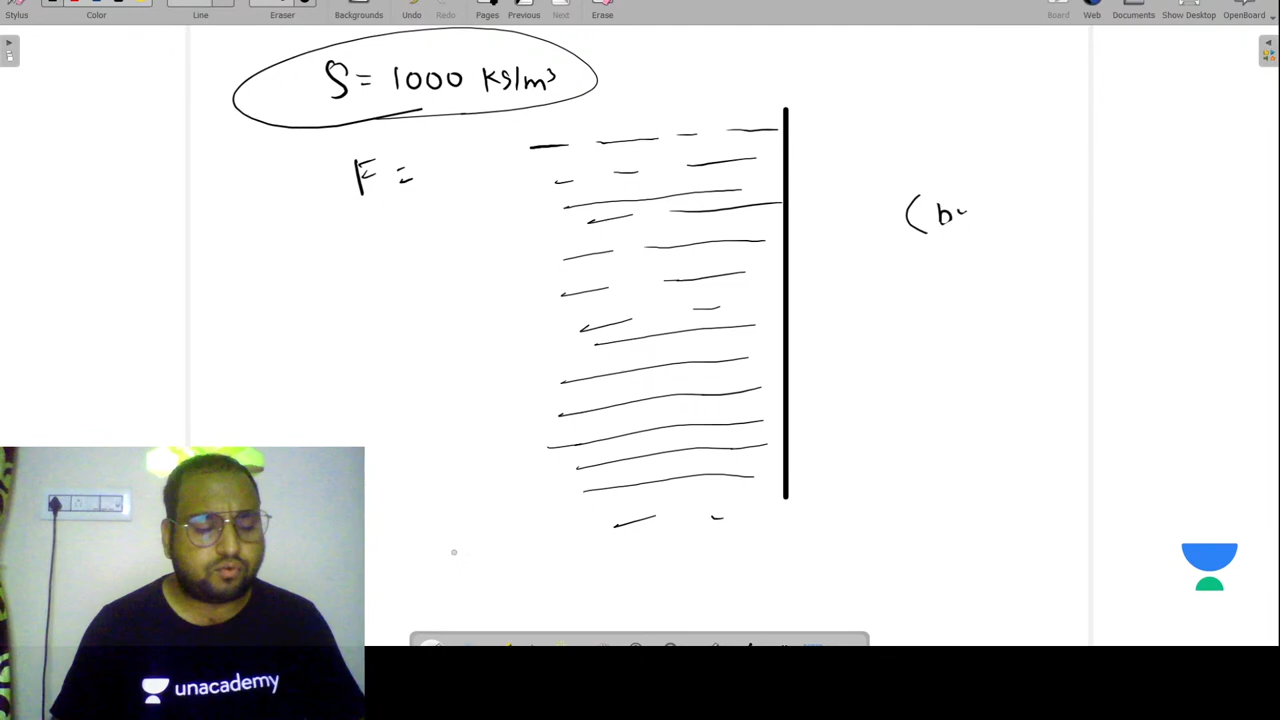 Stylus Color Line Eraser Backgrounds Undo Redo Pages Previous Next Erase Board Web Documents Show Desktop OpenBoard
ρ = 1000 kg/m³
F =
(b
unacademy